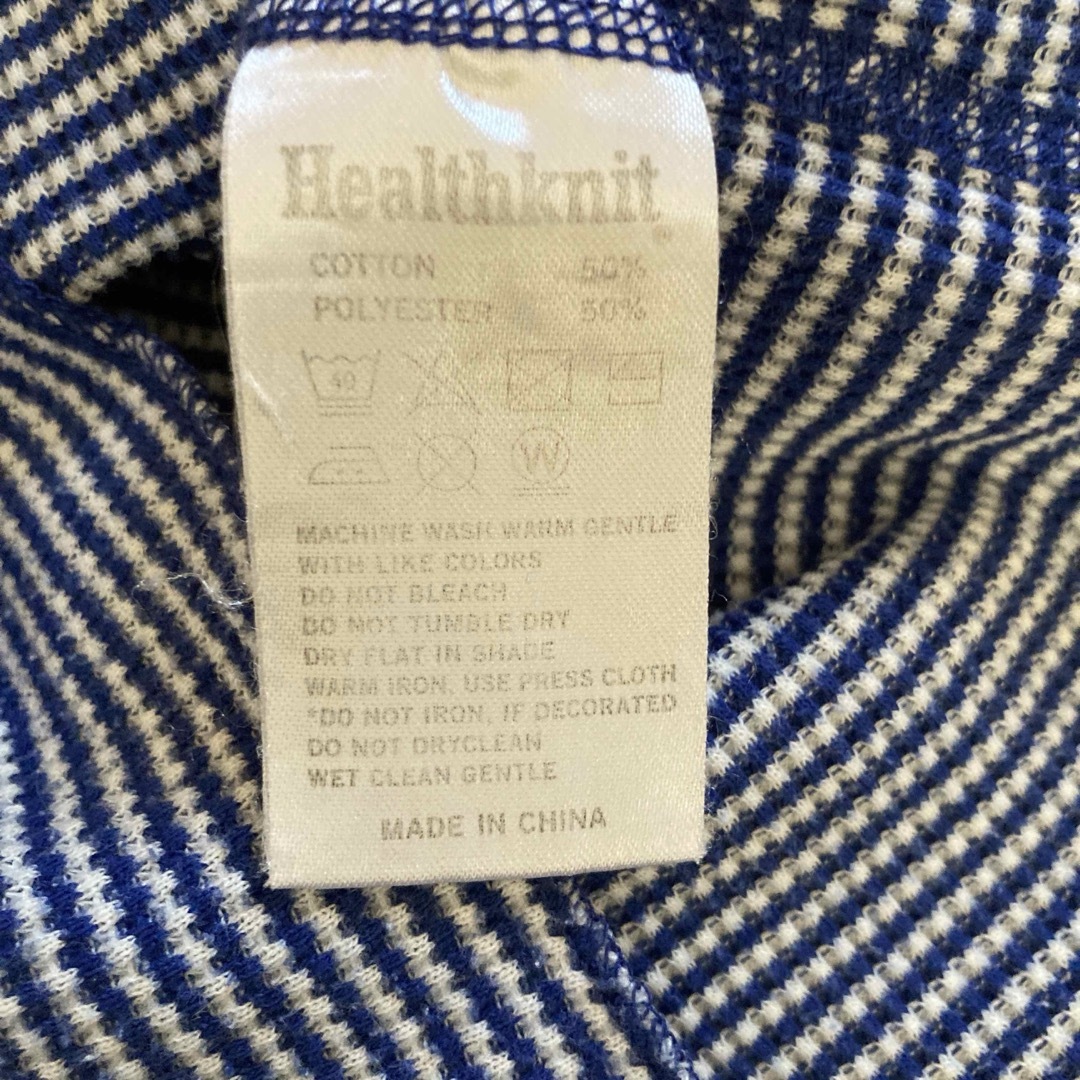 Healthknit
COTTON 50%
POLYESTER 50%
40
W
MACHINE WASH WARM GENTLE
WITH LIKE COLORS
DO NOT BLEACH
DO NOT TUMBLE DRY
DRY FLAT IN SHADE
WARM IRON, USE PRESS CLOTH
*DO NOT IRON, IF DECORATED
DO NOT DRYCLEAN
WET CLEAN GENTLE
MADE IN CHINA